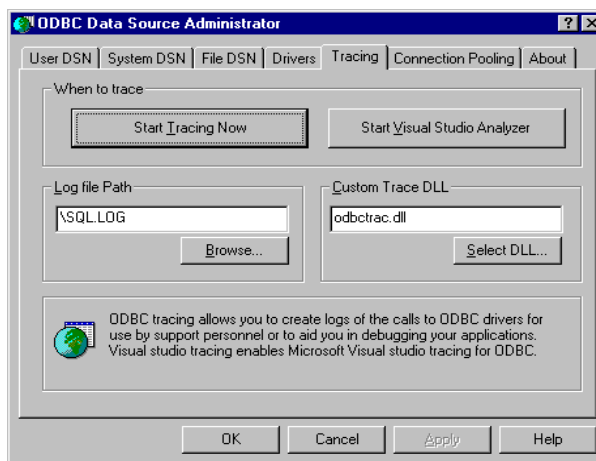 ODBC Data Source Administrator
? ×
User DSN System DSN File DSN Drivers Tracing Connection Pooling About
When to trace
Start Tracing Now Start Visual Studio Analyzer
Log file Path Custom Trace DLL
\SQL.LOG odbctrac.dll
Browse... Select DLL...
ODBC tracing allows you to create logs of the calls to ODBC drivers for
use by support personnel or to aid you in debugging your applications.
Visual studio tracing enables Microsoft Visual studio tracing for ODBC.
OK Cancel Apply Help